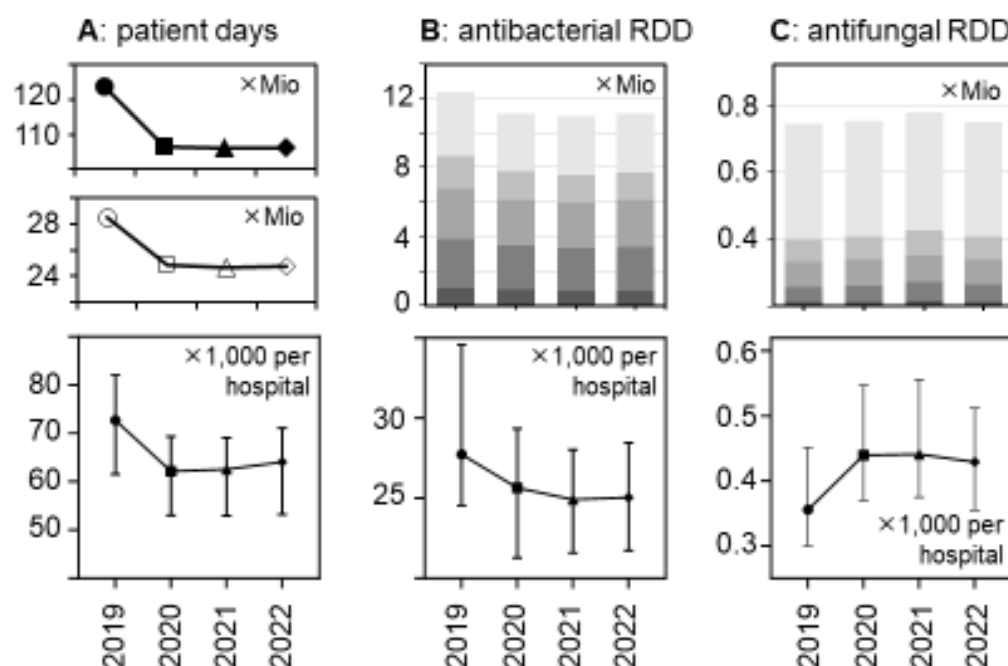 A: patient days
120
110
× Mio
28
24
× Mio
80
70
60
50
× 1,000 per
hospital
2019
2020
2021
2022
B: antibacterial RDD
12
8
4
0
× Mio
30
25
× 1,000 per
hospital
2019
2020
2021
2022
C: antifungal RDD
0.8
0.6
0.4
× Mio
0.6
0.5
0.4
0.3
× 1,000 per
hospital
2019
2020
2021
2022